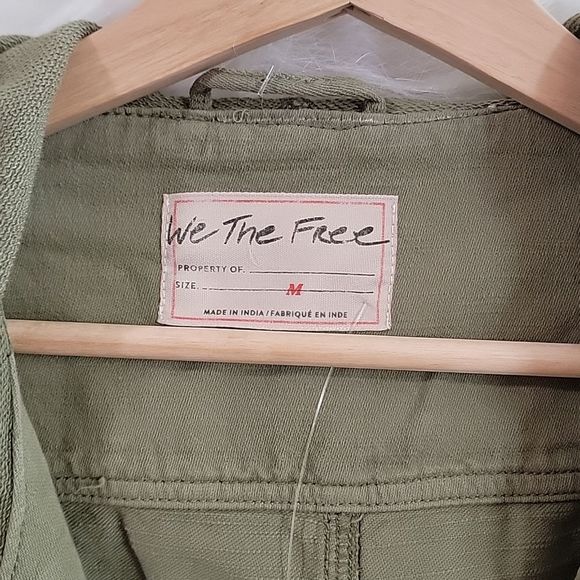 We The Free
PROPERTY OF.
SIZE. M
MADE IN INDIA / FABRIQUÉ EN INDE